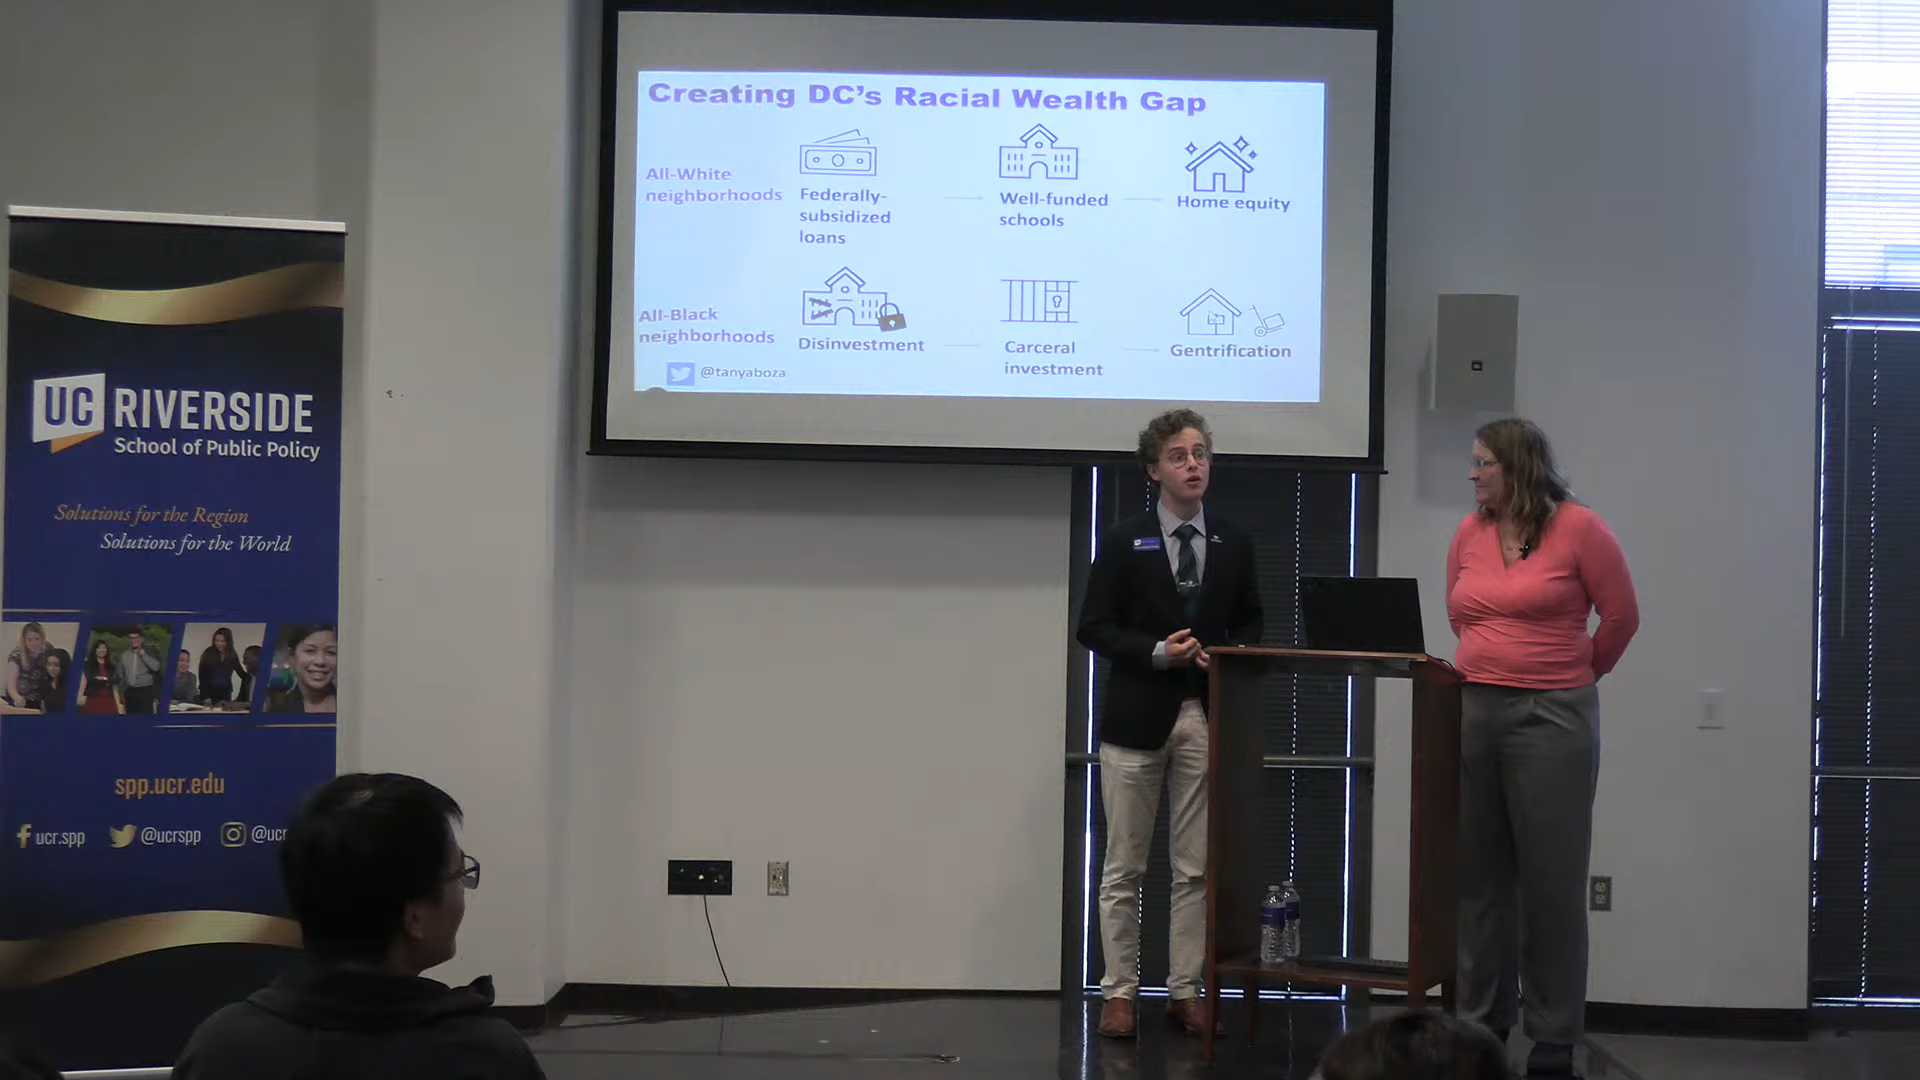 Creating DC's Racial Wealth Gap
All-White
neighborhoods
Federally-
subsidized
loans
Well-funded
schools
Home equity
All-Black
neighborhoods
Disinvestment
Carceral
investment
Gentrification
@tanyaboza
UC RIVERSIDE
School of Public Policy
Solutions for the Region
Solutions for the World
spp.ucr.edu
ucr.spp
@ucrspp
@ucr